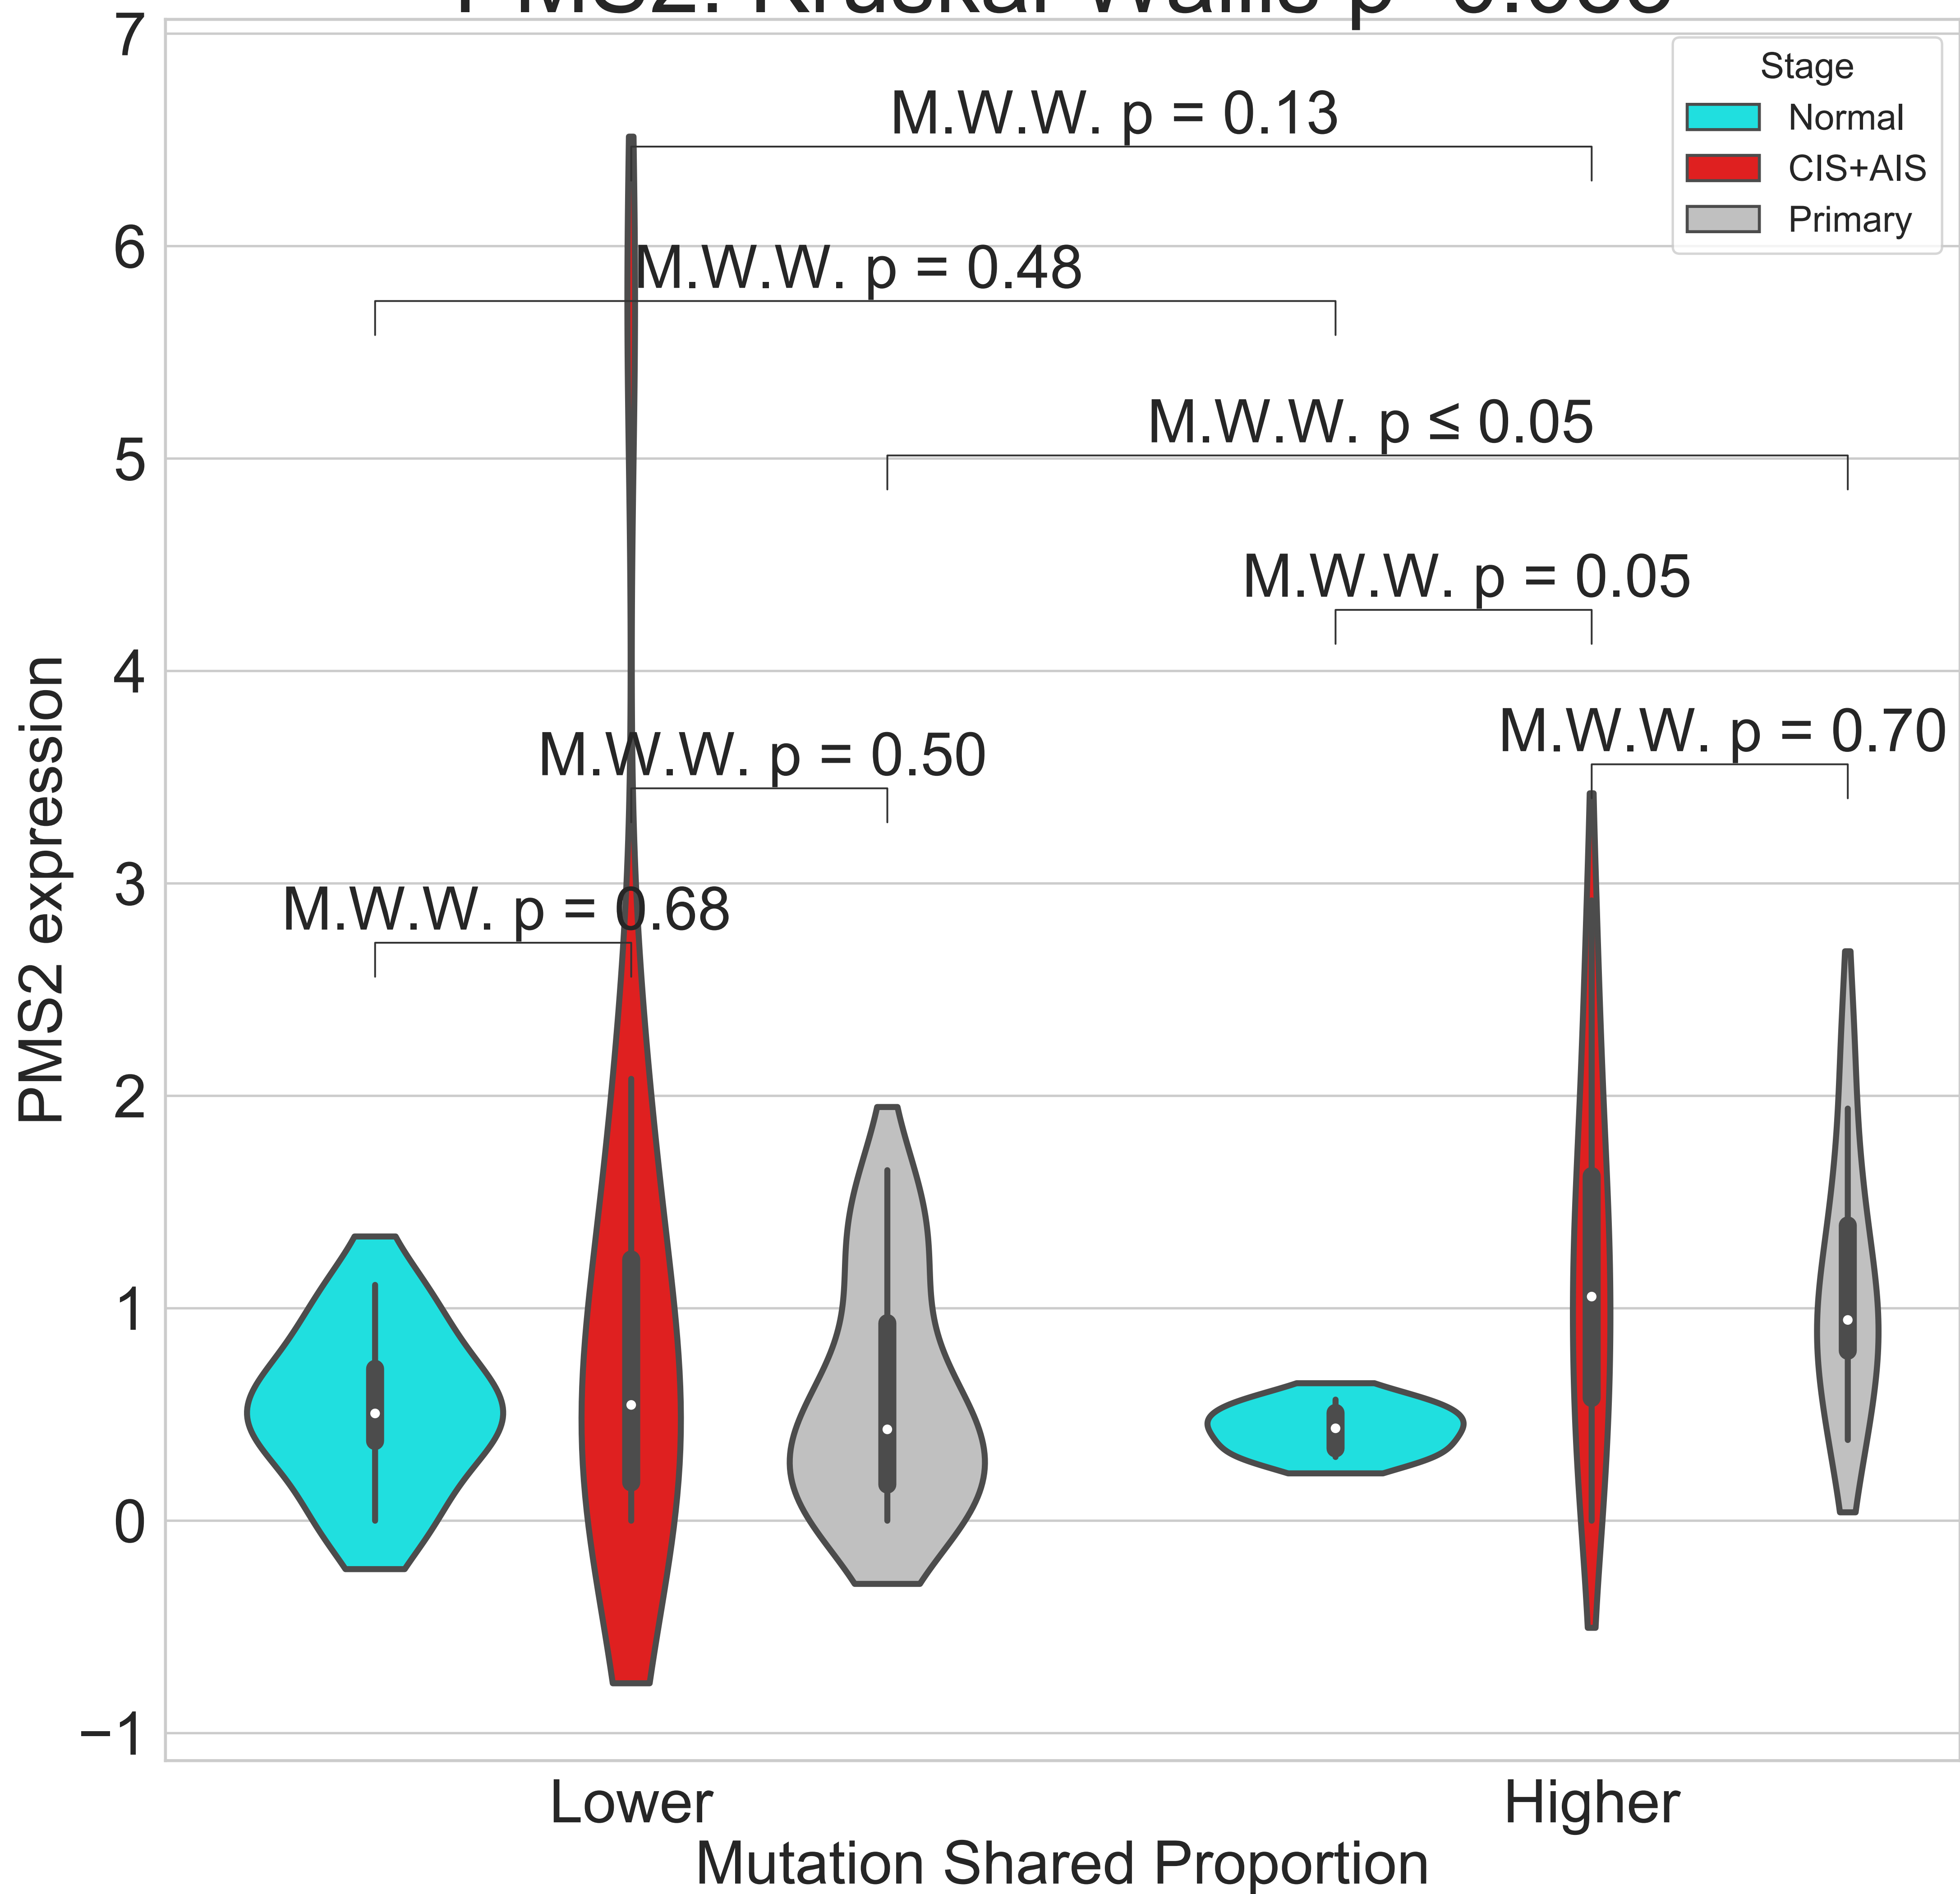 7
6
5
4
3
2
1
0
−1
PMS2 expression
Stage
Normal
CIS+AIS
Primary
M.W.W. p = 0.13
M.W.W. p = 0.48
M.W.W. p ≤ 0.05
M.W.W. p = 0.05
M.W.W. p = 0.70
M.W.W. p = 0.50
M.W.W. p = 0.68
Lower
Higher
Mutation Shared Proportion